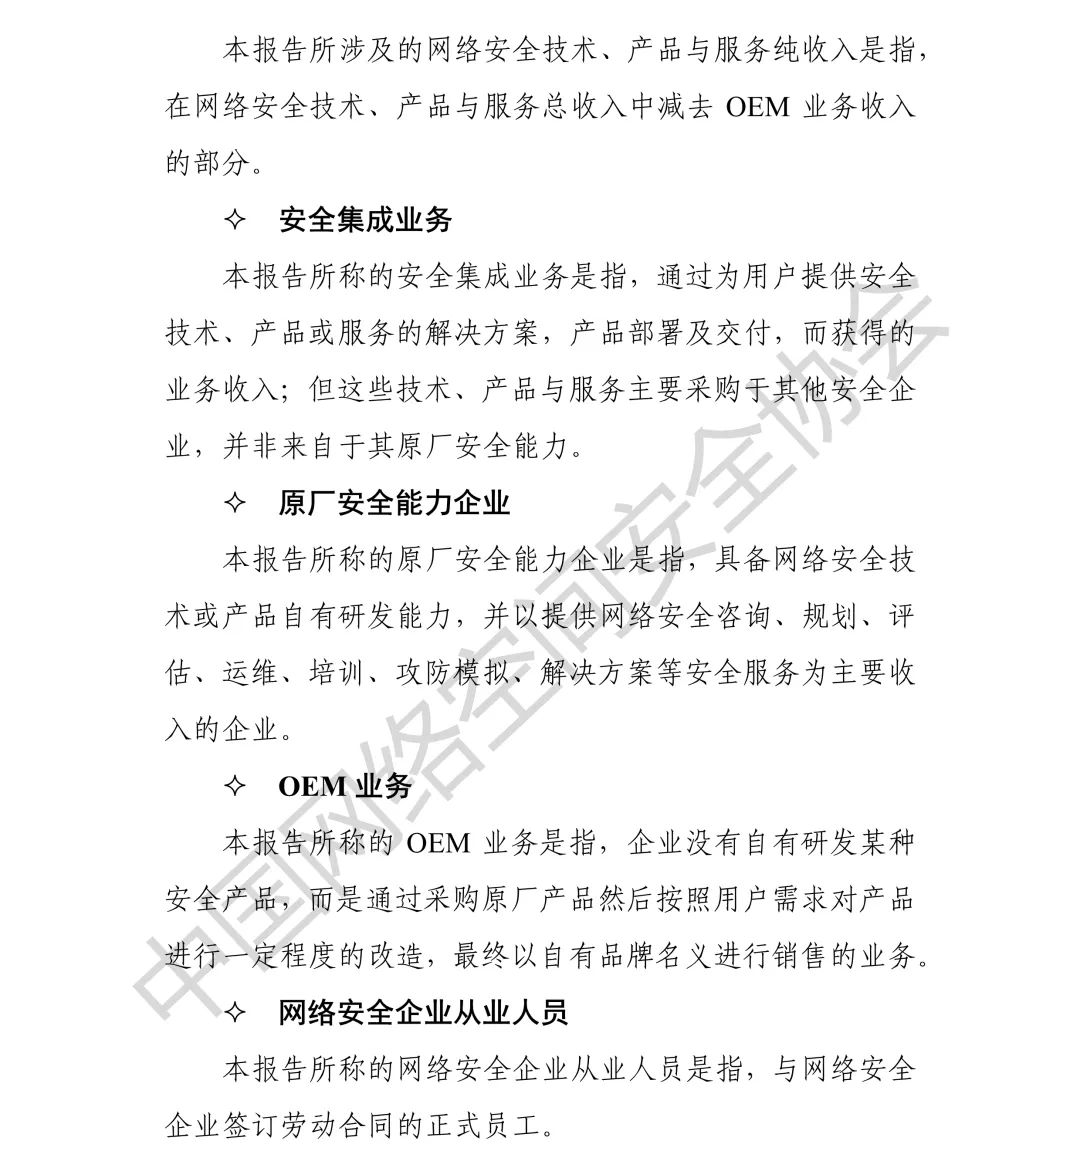 本报告所涉及的网络安全技术、产品与服务纯收入是指，
在网络安全技术、产品与服务总收入中减去 OEM 业务收入
的部分。
✧ 安全集成业务
本报告所称的安全集成业务是指，通过为用户提供安全
技术、产品或服务的解决方案，产品部署及交付，而获得的
业务收入；但这些技术、产品与服务主要采购于其他安全企
业，并非来自于其原厂安全能力。
✧ 原厂安全能力企业
本报告所称的原厂安全能力企业是指，具备网络安全技
术或产品自有研发能力，并以提供网络安全咨询、规划、评
估、运维、培训、攻防模拟、解决方案等安全服务为主要收
入的企业。
✧ OEM 业务
本报告所称的 OEM 业务是指，企业没有自有研发某种
安全产品，而是通过采购原厂产品然后按照用户需求对产品
进行一定程度的改造，最终以自有品牌名义进行销售的业务。
✧ 网络安全企业从业人员
本报告所称的网络安全企业从业人员是指，与网络安全
企业签订劳动合同的正式员工。
中国网络空间安全协会